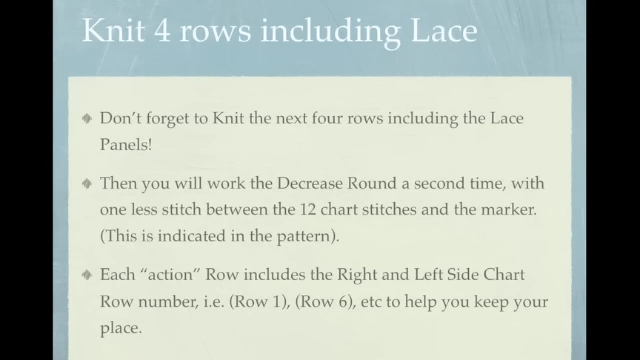 Knit 4 rows including Lace
Don't forget to Knit the next four rows including the Lace
Panels!
Then you will work the Decrease Round a second time, with
one less stitch between the 12 chart stitches and the marker.
(This is indicated in the pattern).
Each “action” Row includes the Right and Left Side Chart
Row number, i.e. (Row 1), (Row 6), etc to help you keep your
place.